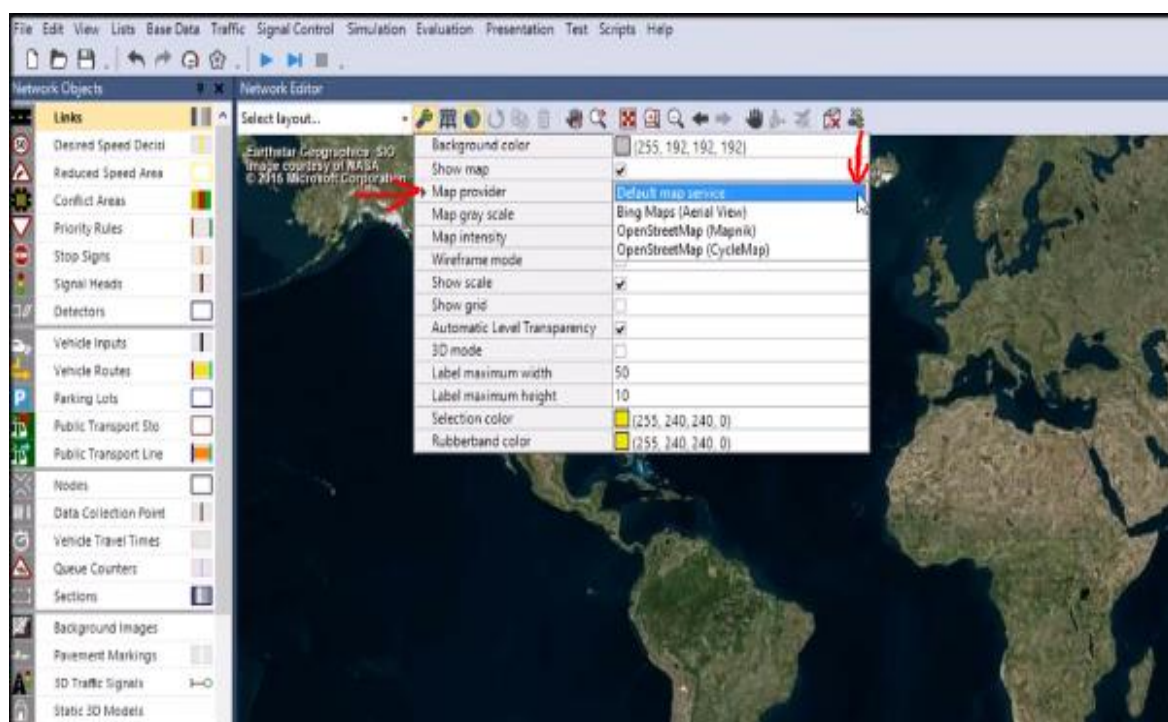 File Edit View Lists Base Data Traffic Signal Control Simulation Evaluation Presentation Test Scripts Help
Network Objects
Network Editor
Links
Desired Speed Decisi
Reduced Speed Area
Conflict Areas
Priority Rules
Stop Signs
Signal Heads
Detectors
Vehicle Inputs
Vehicle Routes
Parking Lots
Public Transport Sto
Public Transport Line
Nodes
Data Collection Point
Vehicle Travel Times
Queue Counters
Sections
Background Images
Pavement Markings
3D Traffic Signals
Static 3D Models
Select layout...
Earthstar Geographics SIO
Image courtesy of NASA
© 2016 Microsoft Corporation
Background color (255, 192, 192, 192)
Show map
Map provider Default map service
Bing Maps (Aerial View)
OpenStreetMap (Mapnik)
OpenStreetMap (CycleMap)
Map gray scale
Map intensity
Wireframe mode
Show scale
Show grid
Automatic Level Transparency
3D mode
Label maximum width 50
Label maximum height 10
Selection color (255, 240, 240, 0)
Rubberband color (255, 240, 240, 0)